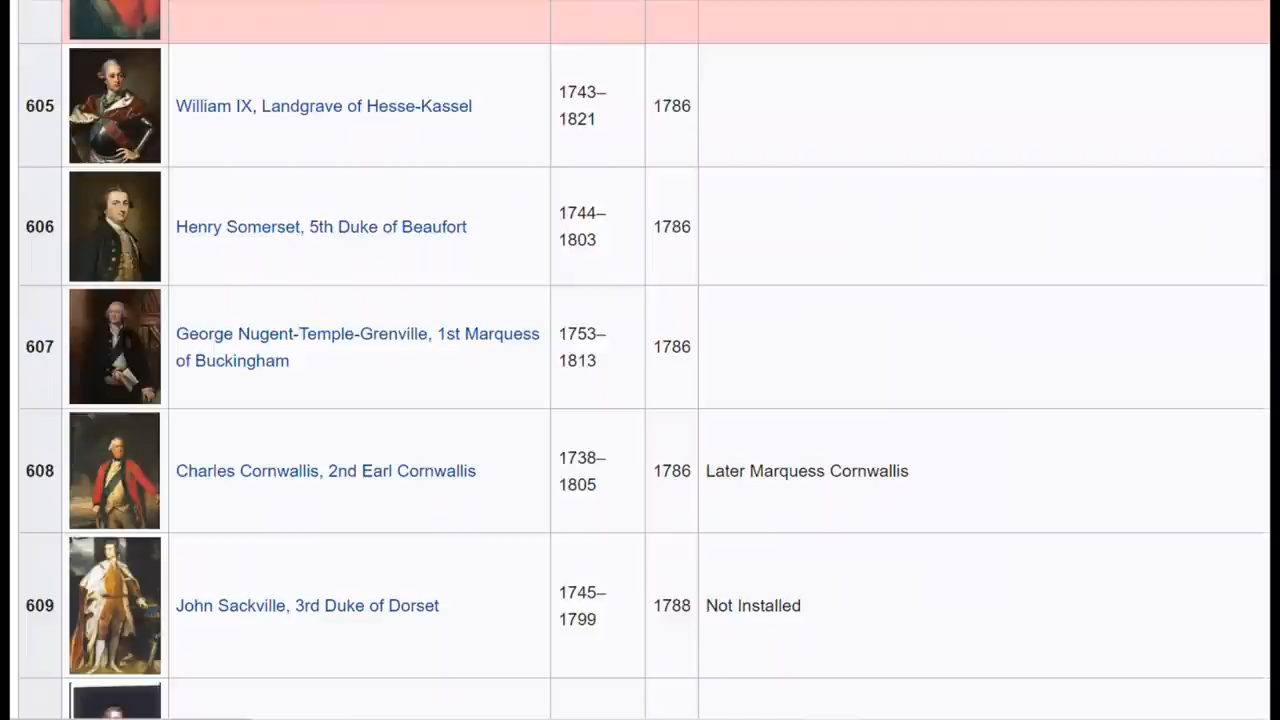 605
William IX, Landgrave of Hesse-Kassel
1743–
1821
1786
606
Henry Somerset, 5th Duke of Beaufort
1744–
1803
1786
607
George Nugent-Temple-Grenville, 1st Marquess
of Buckingham
1753–
1813
1786
608
Charles Cornwallis, 2nd Earl Cornwallis
1738–
1805
1786
Later Marquess Cornwallis
609
John Sackville, 3rd Duke of Dorset
1745–
1799
1788
Not Installed